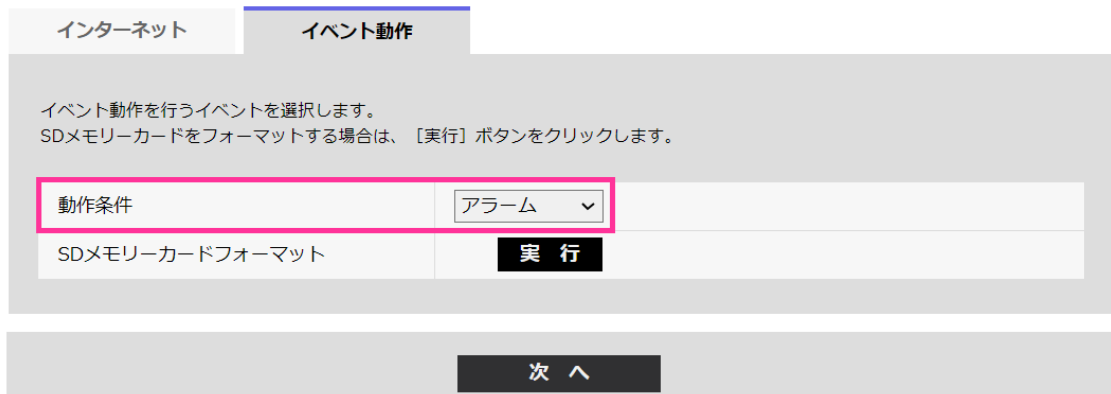 インターネット
イベント動作
イベント動作を行うイベントを選択します。
SDメモリーカードをフォーマットする場合は、［実行］ボタンをクリックします。
動作条件
アラーム
SDメモリーカードフォーマット
実 行
次 へ